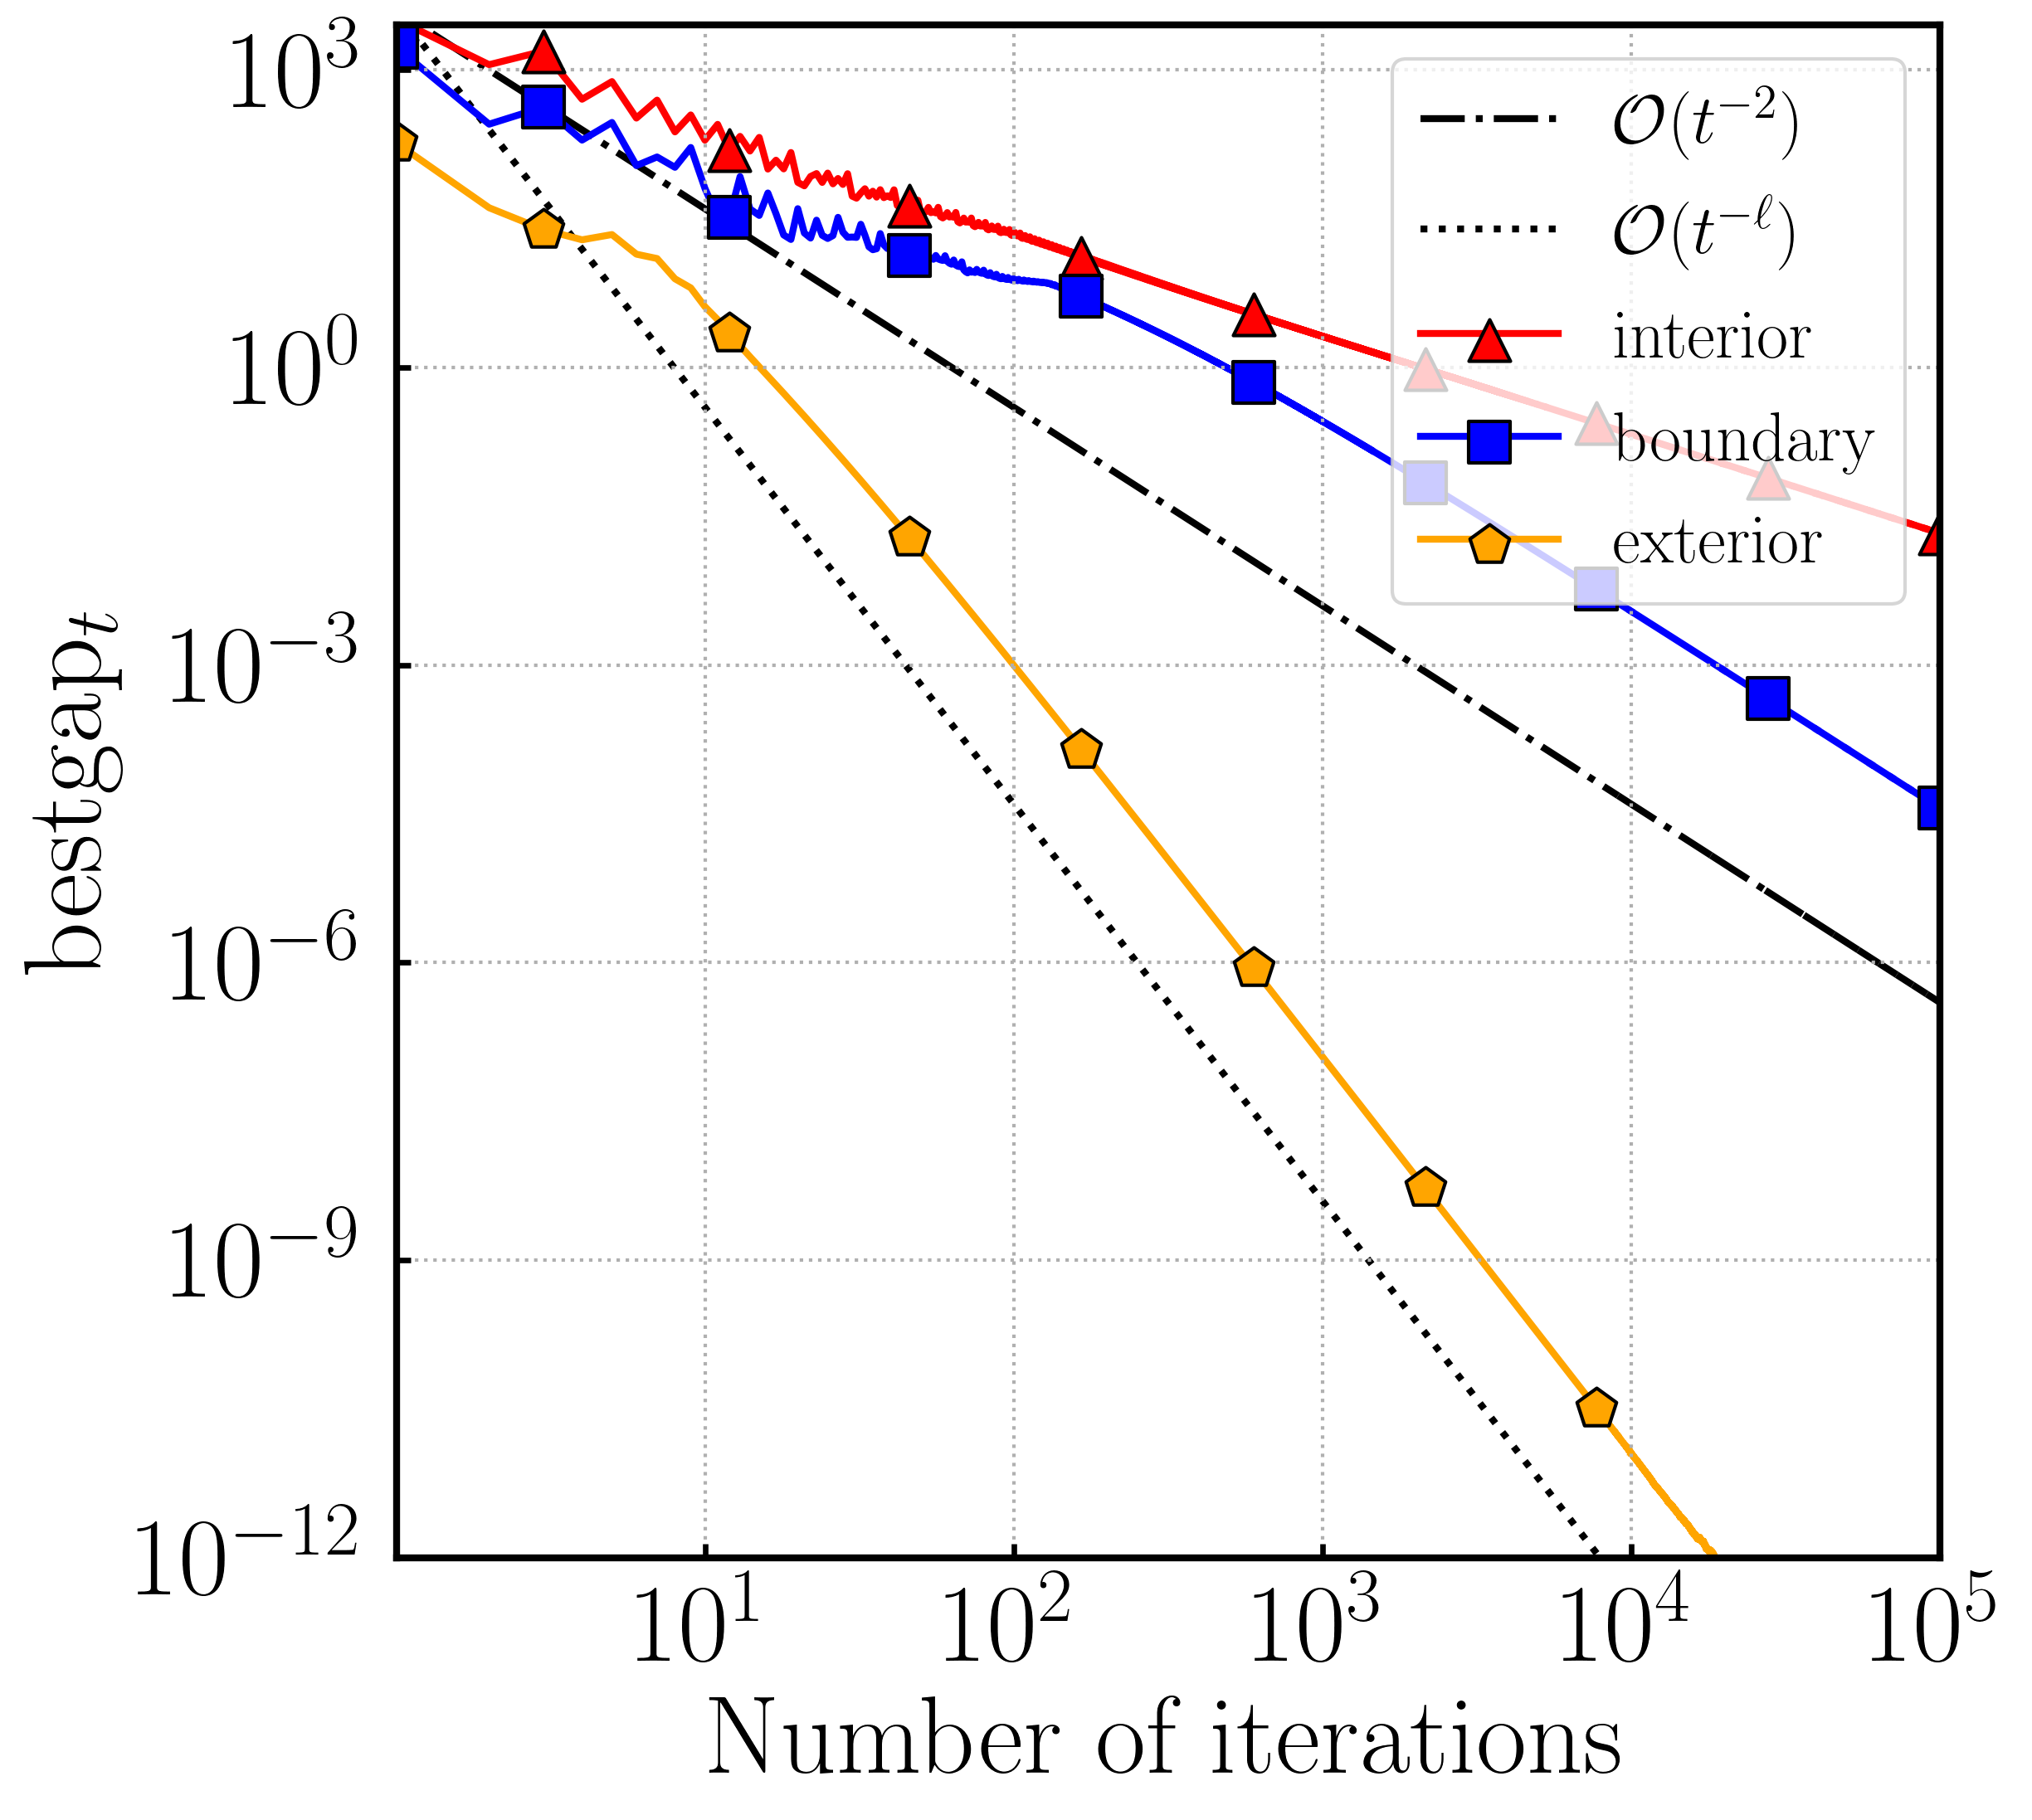 bestgap_t
10^3
10^0
10^{-3}
10^{-6}
10^{-9}
10^{-12}
10^1
10^2
10^3
10^4
10^5
Number of iterations
𝒪(t^{-2})
𝒪(t^{-ℓ})
interior
boundary
exterior